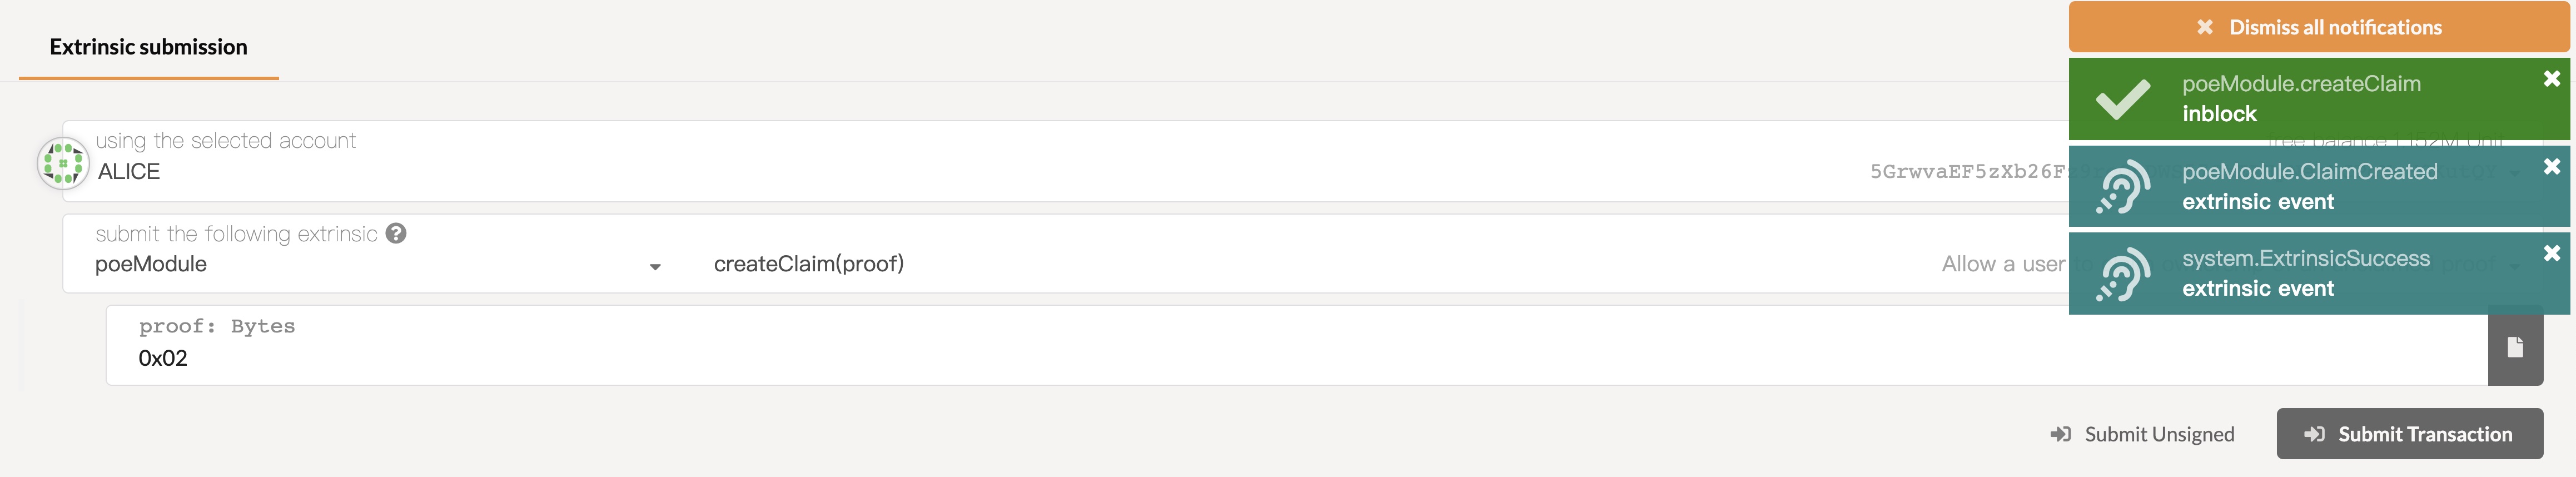 Extrinsic submission
Dismiss all notifications
poeModule.createClaim
inblock
using the selected account
ALICE
5GrwvaEF5zXb26F
poeModule.ClaimCreated
extrinsic event
submit the following extrinsic
poeModule
createClaim(proof)
Allow a user
system.ExtrinsicSuccess
extrinsic event
proof: Bytes
0x02
Submit Unsigned
Submit Transaction